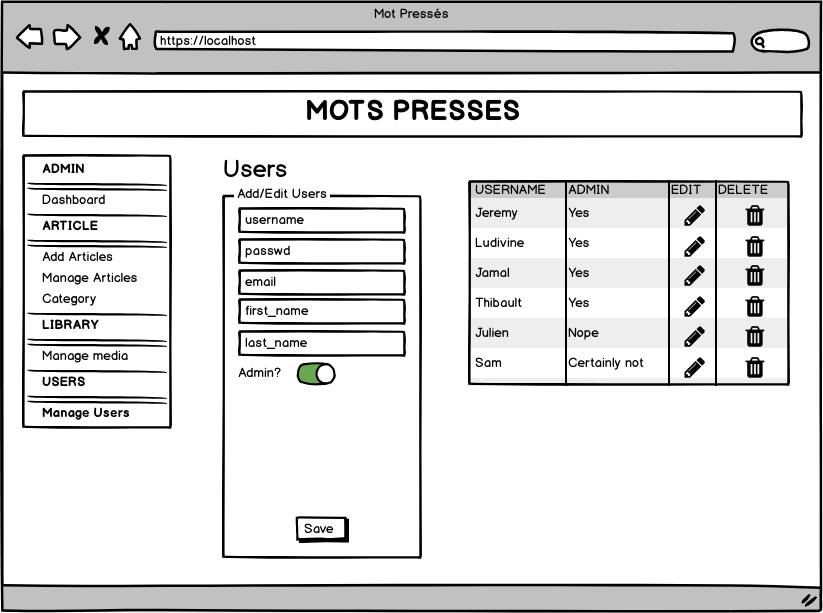 Mot Pressés
https://localhost
MOTS PRESSES
ADMIN
Dashboard
ARTICLE
Add Articles
Manage Articles
Category
LIBRARY
Manage media
USERS
Manage Users
Users
Add/Edit Users
username
passwd
email
first_name
last_name
Admin?
Save
USERNAME ADMIN EDIT DELETE
Jeremy Yes
Ludivine Yes
Jamal Yes
Thibault Yes
Julien Nope
Sam Certainly not